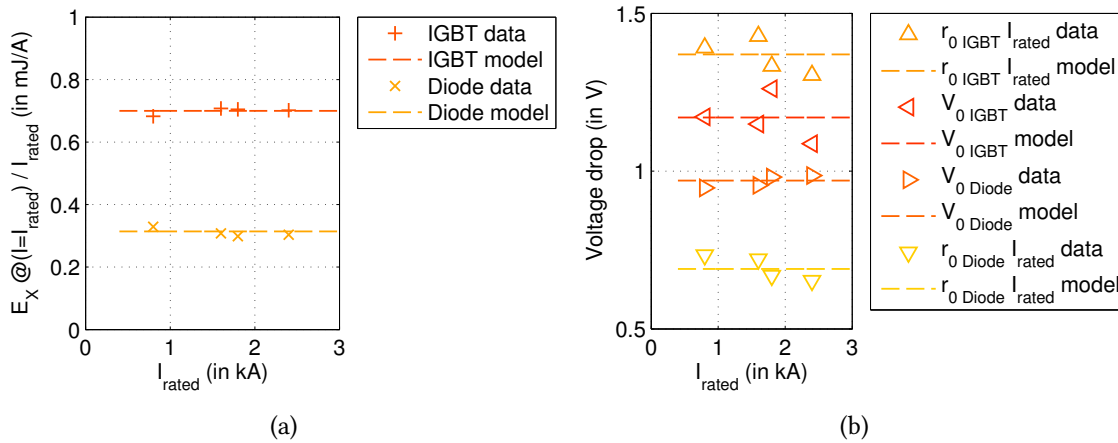 E_X @(I=I_rated) / I_rated (in mJ/A)
1
0.8
0.6
0.4
0.2
0
0 1 2 3
I_rated (in kA)
IGBT data
IGBT model
Diode data
Diode model
(a)
Voltage drop (in V)
1.5
1
0.5
0 1 2 3
I_rated (in kA)
r_0 IGBT I_rated data
r_0 IGBT I_rated model
V_0 IGBT data
V_0 IGBT model
V_0 Diode data
V_0 Diode model
r_0 Diode I_rated data
r_0 Diode I_rated model
(b)